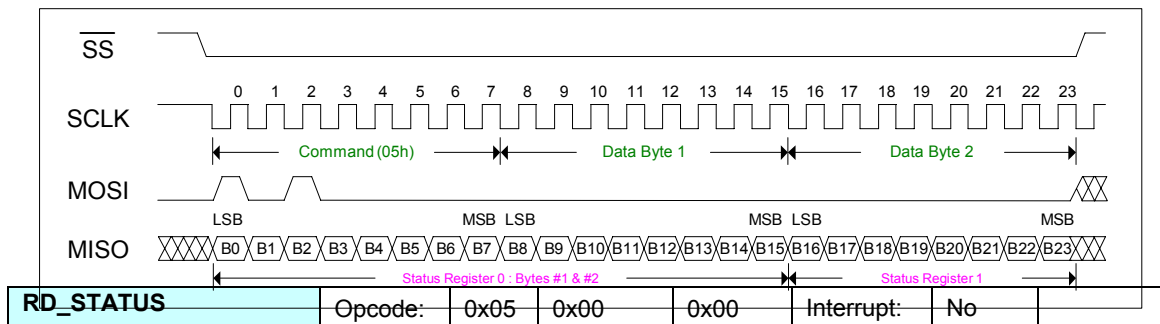 SS
0 1 2 3 4 5 6 7 8 9 10 11 12 13 14 15 16 17 18 19 20 21 22 23
SCLK
Command (05h) Data Byte 1 Data Byte 2
MOSI
LSB MSB LSB MSB LSB MSB
MISO B0 B1 B2 B3 B4 B5 B6 B7 B8 B9 B10 B11 B12 B13 B14 B15 B16 B17 B18 B19 B20 B21 B22 B23
Status Register 0 : Bytes #1 & #2 Status Register 1
RD_STATUS Opcode: 0x05 0x00 0x00 Interrupt: No